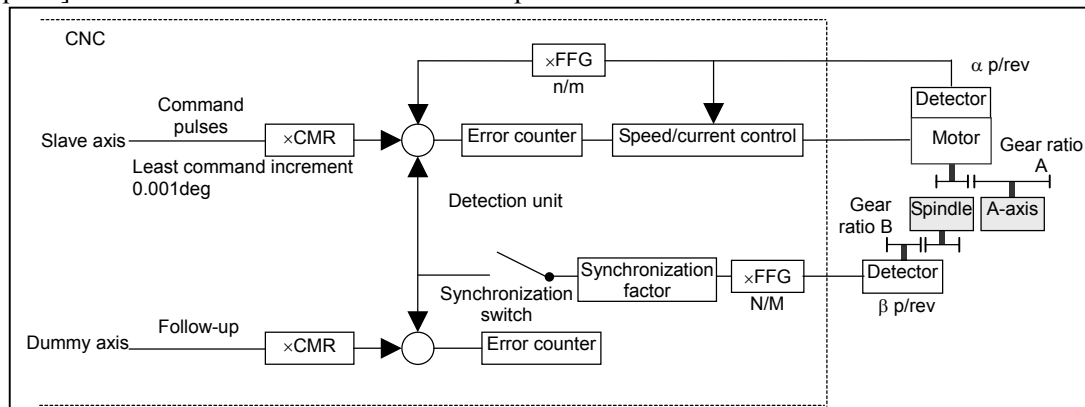 CNC
×FFG
n/m
α p/rev
Detector
Motor
Command
pulses
Slave axis
×CMR
Error counter
Speed/current control
Least command increment
0.001deg
Gear ratio
A
Detection unit
Gear
ratio B
Spindle
A-axis
Synchronization
switch
Synchronization
factor
×FFG
N/M
Detector
β p/rev
Follow-up
Dummy axis
×CMR
Error counter